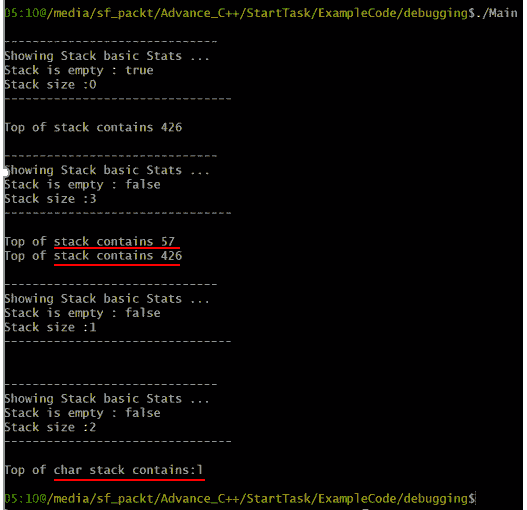 05:10@/media/sf_packt/Advance_C++/StartTask/ExampleCode/debugging$./Main
-----------------------------
Showing Stack basic Stats ...
Stack is empty : true
Stack size :0
-------------------------------
Top of stack contains 426
-----------------------------
Showing Stack basic Stats ...
Stack is empty : false
Stack size :3
-------------------------------
Top of stack contains 57
Top of stack contains 426
-----------------------------
Showing Stack basic Stats ...
Stack is empty : false
Stack size :1
-------------------------------
-----------------------------
Showing Stack basic Stats ...
Stack is empty : false
Stack size :2
-------------------------------
Top of char stack contains:l
05:10@/media/sf_packt/Advance_C++/StartTask/ExampleCode/debugging$